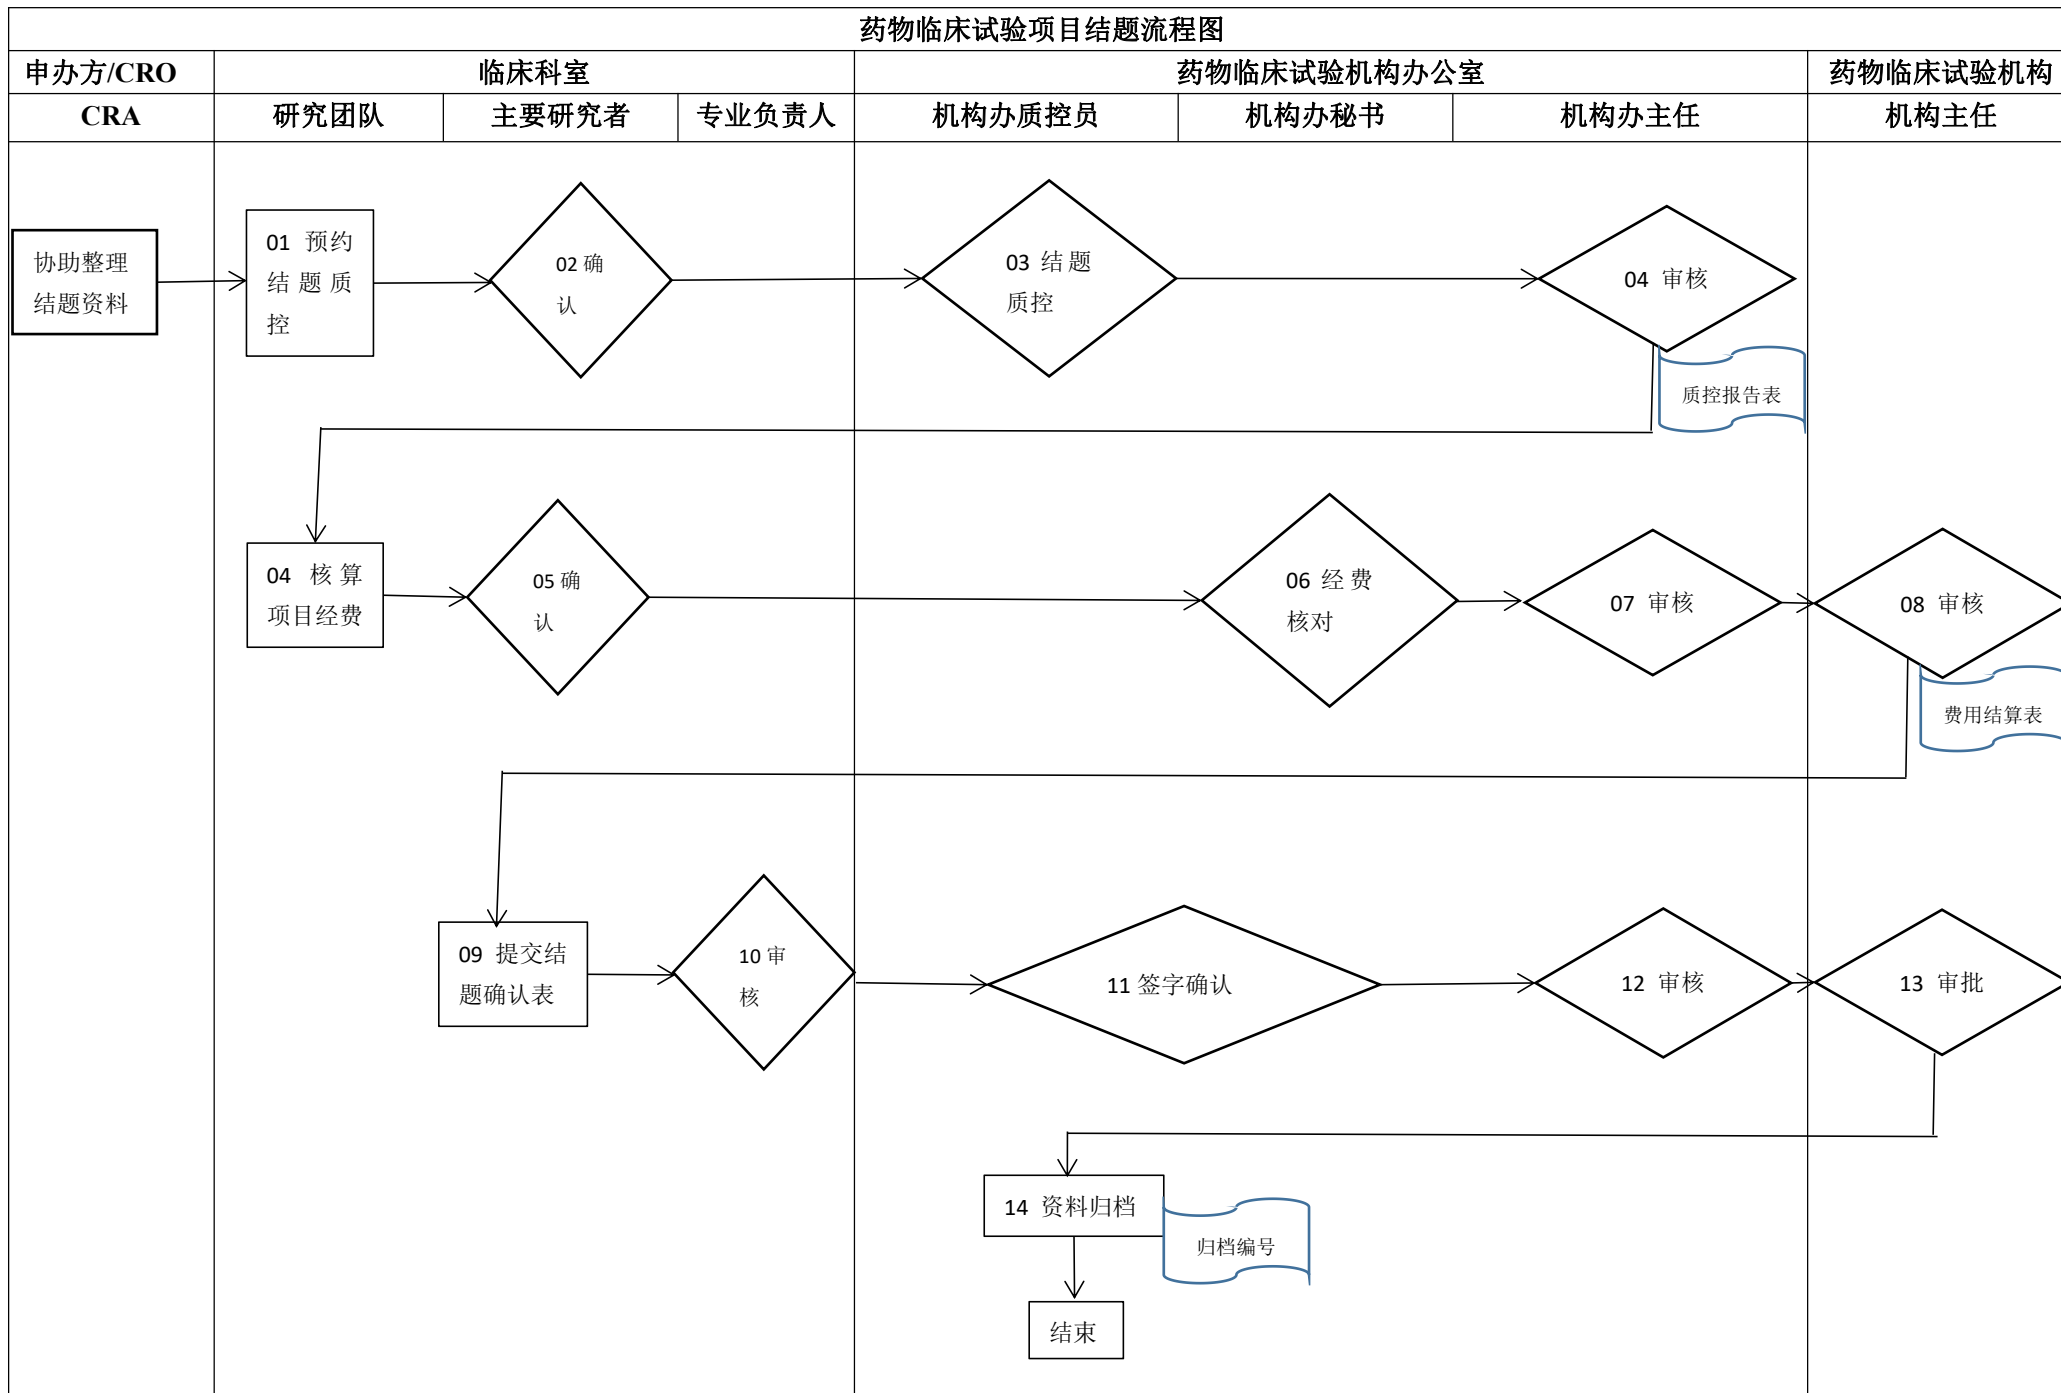 药物临床试验项目结题流程图
申办方/CRO 临床科室 药物临床试验机构办公室 药物临床试验机构
CRA 研究团队 主要研究者 专业负责人 机构办质控员 机构办秘书 机构办主任 机构主任
协助整理
结题资料
01 预约
结题质
控
02确
认
03 结题
质控
04 审核
质控报告表
04 核算
项目经费
05确
认
06 经费
核对
07 审核
08 审核
费用结算表
09 提交结
题确认表
10审
核
11签字确认
12 审核
13 审批
14 资料归档
归档编号
结束